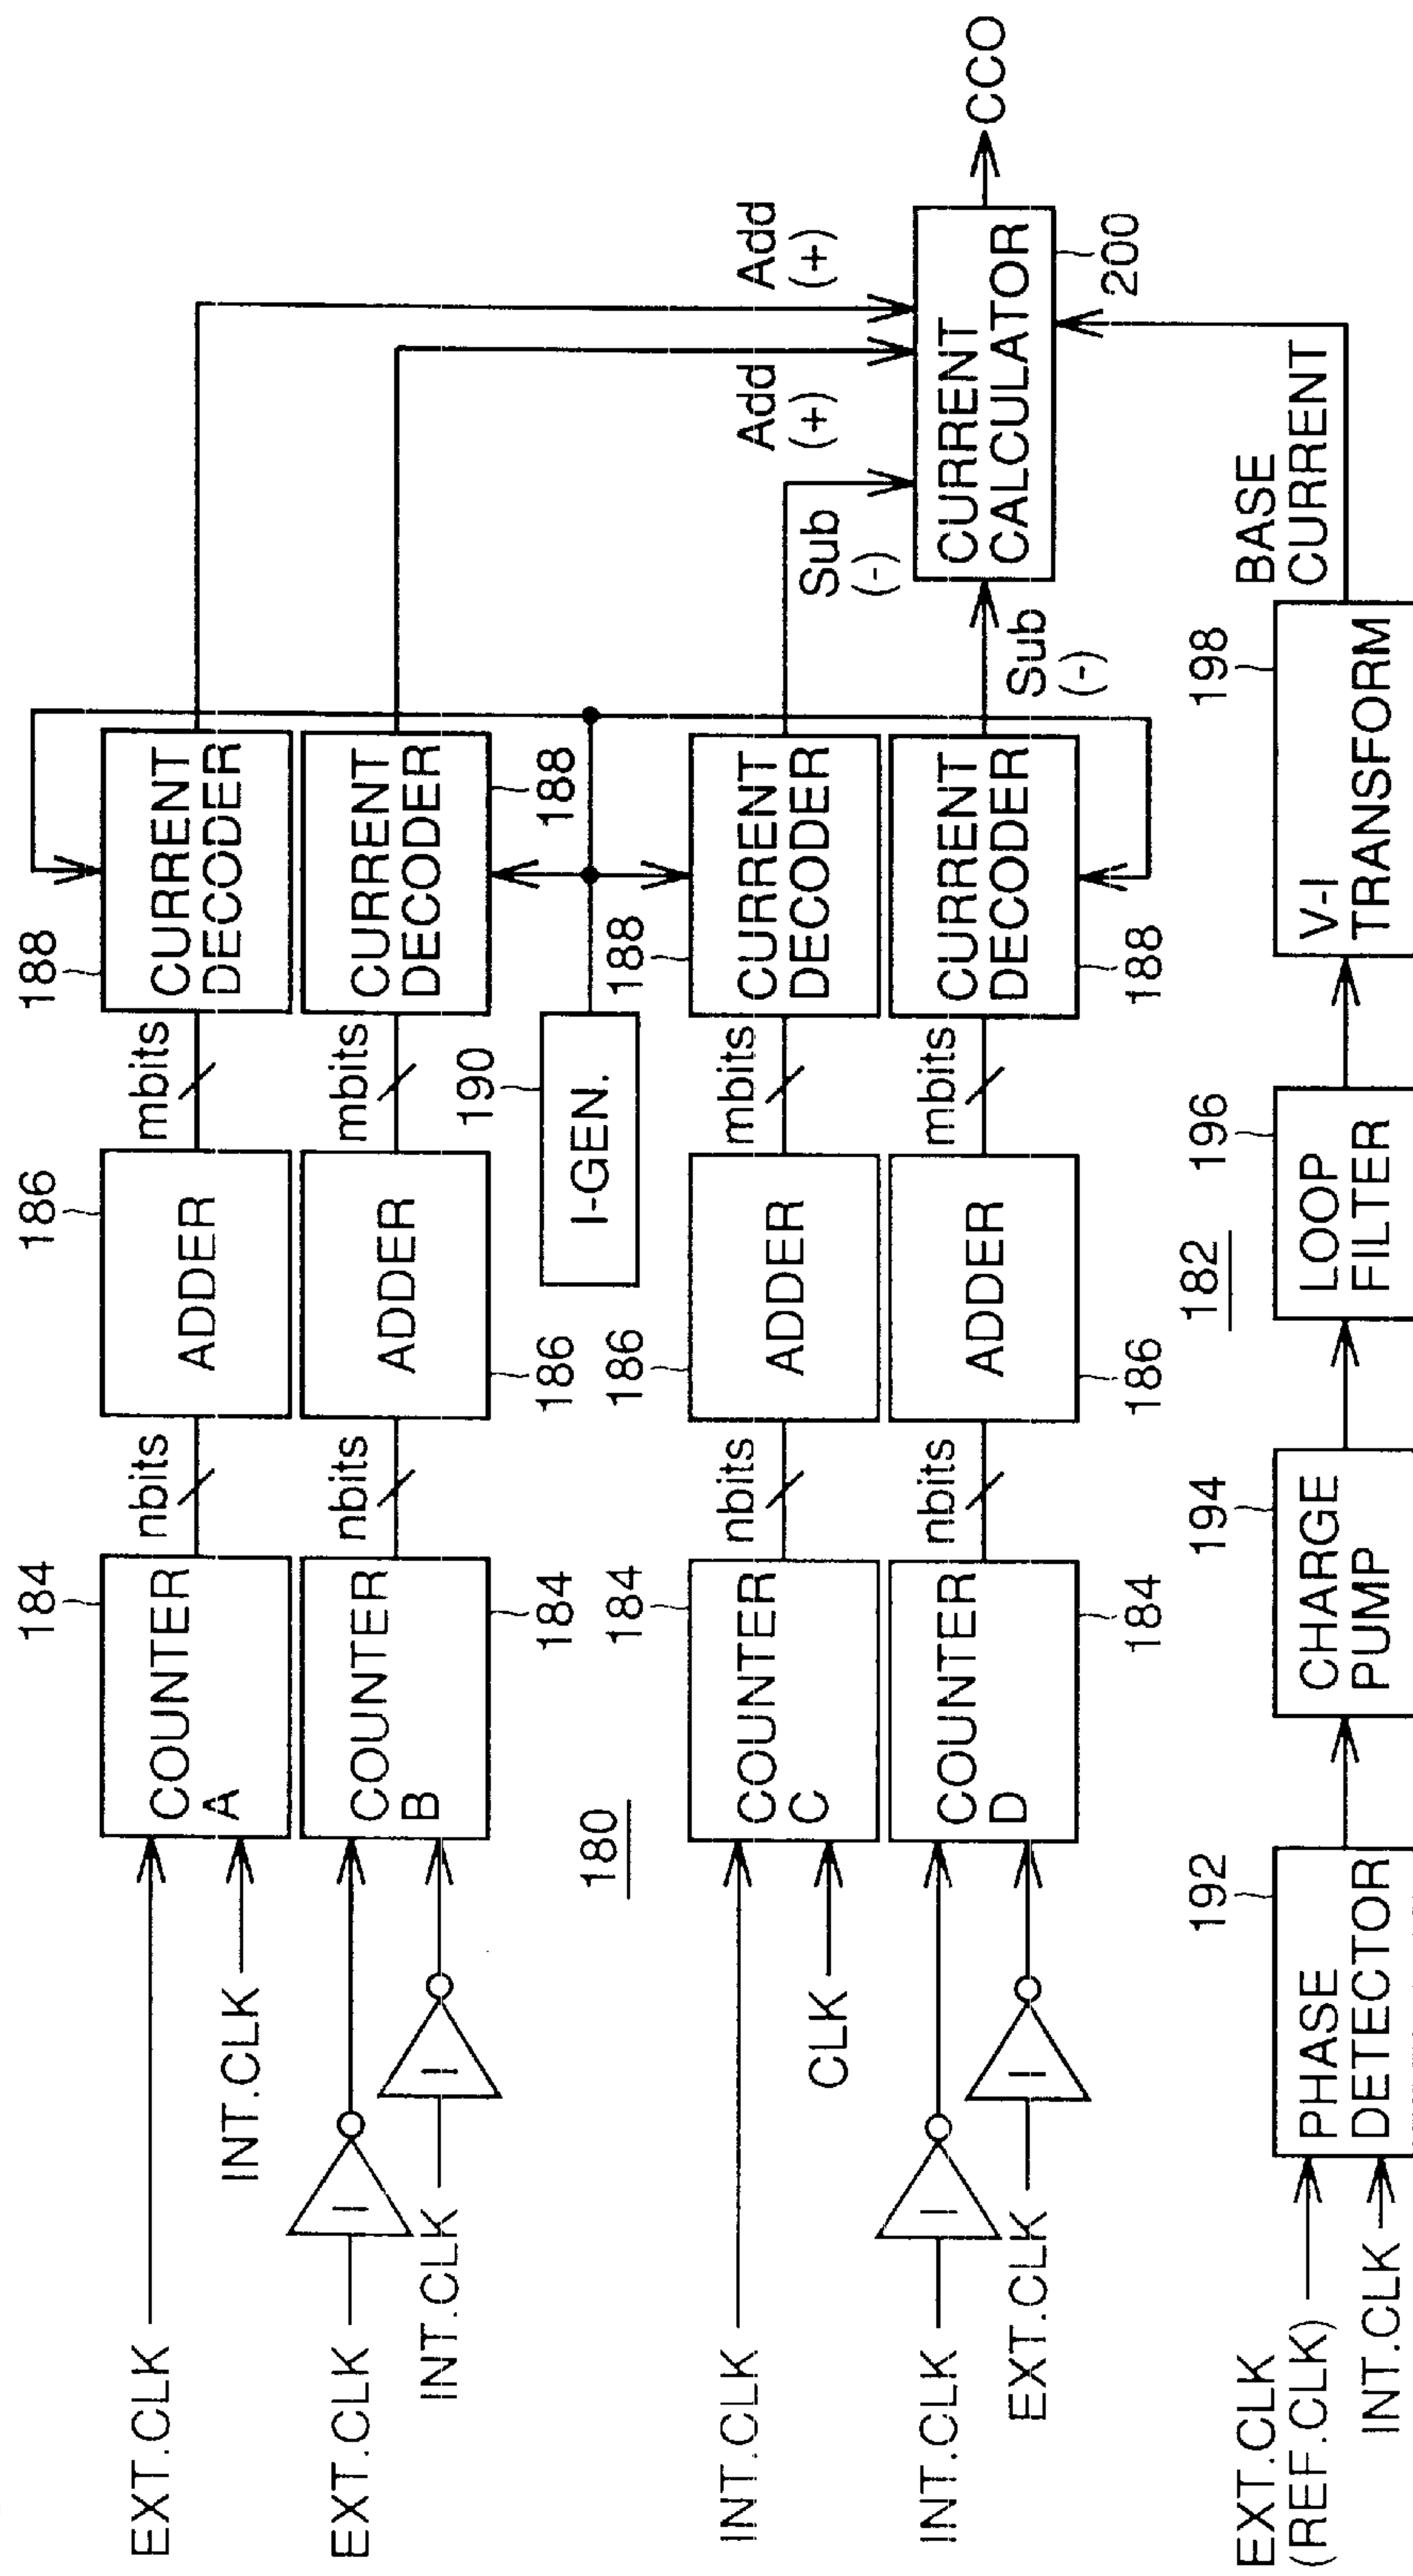 EXT.CLK
INT.CLK
COUNTER
A
184
nbits
ADDER
186
mbits
CURRENT
DECODER
188
Add
(+)
EXT.CLK
INT.CLK
COUNTER
B
184
nbits
ADDER
186
mbits
CURRENT
DECODER
188
Add
(+)
180
I-GEN.
190
INT.CLK
CLK
COUNTER
C
184
nbits
ADDER
186
mbits
CURRENT
DECODER
188
Sub
(-)
INT.CLK
EXT.CLK
COUNTER
D
184
nbits
ADDER
186
mbits
CURRENT
DECODER
188
Sub
(-)
CURRENT
CALCULATOR
200
CCO
182
EXT.CLK
(REF.CLK)
INT.CLK
PHASE
DETECTOR
192
CHARGE
PUMP
194
LOOP
FILTER
196
V-I
TRANSFORM
198
BASE
CURRENT